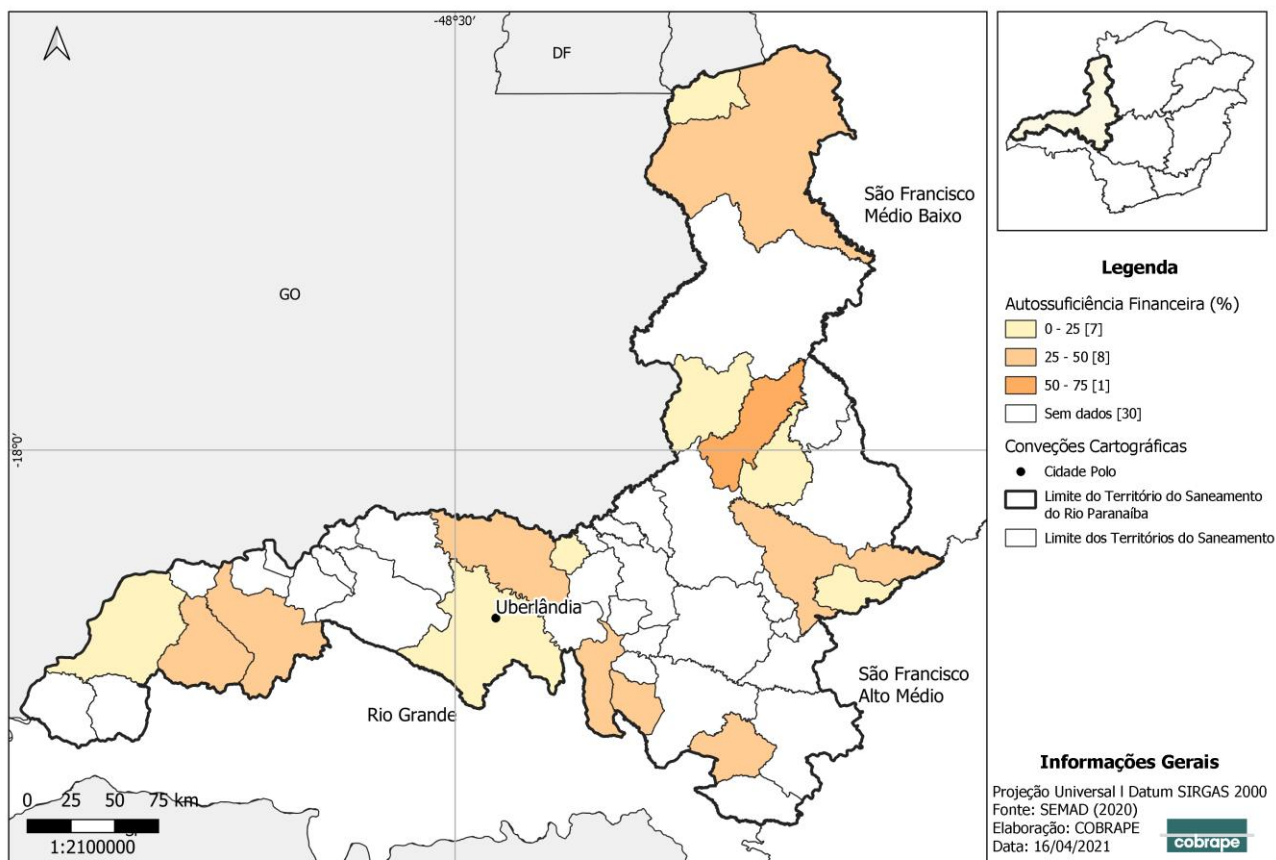 -48°30'
DF
São Francisco
Médio Baixo
GO
-18°0'
Uberlândia
São Francisco
Alto Médio
Rio Grande
0 25 50 75 km
1:2100000
Legenda
Autossuficiência Financeira (%)
0 - 25 [7]
25 - 50 [8]
50 - 75 [1]
Sem dados [30]
Conveções Cartográficas
Cidade Polo
Limite do Território do Saneamento
do Rio Paranaíba
Limite dos Territórios do Saneamento
Informações Gerais
Projeção Universal l Datum SIRGAS 2000
Fonte: SEMAD (2020)
Elaboração: COBRAPE
Data: 16/04/2021
cobrape